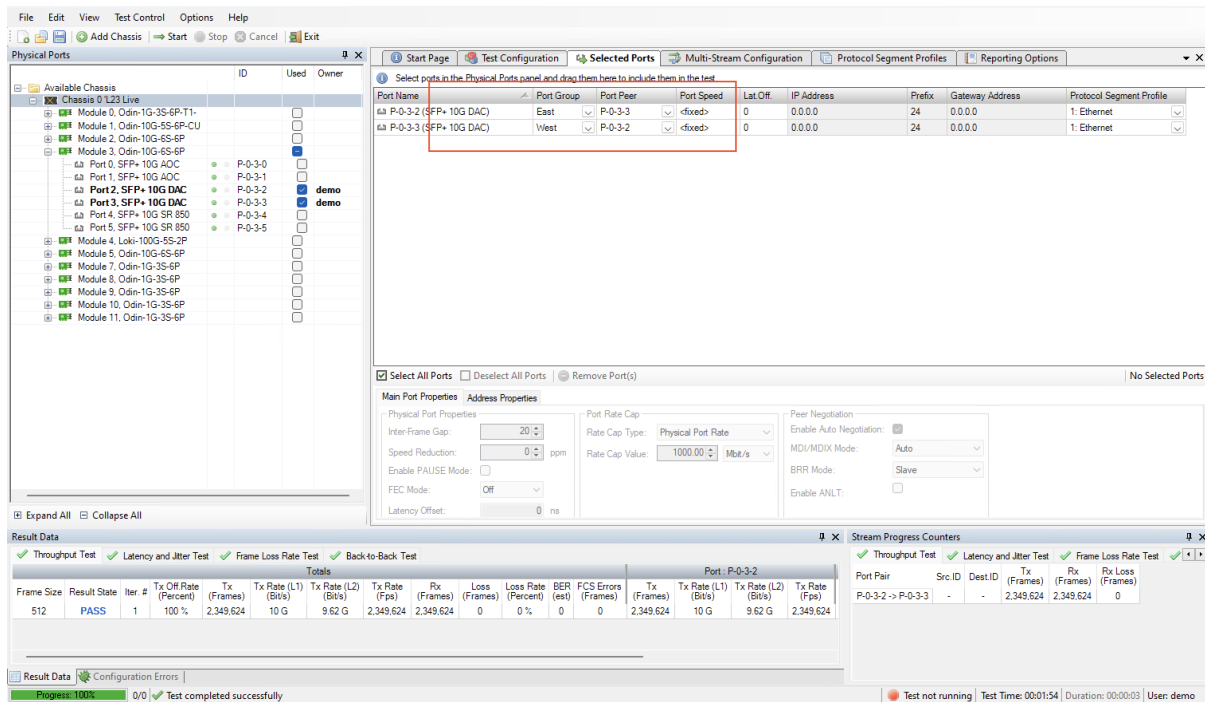 File Edit View Test Control Options Help
Add Chassis Start Stop Cancel Exit
Physical Ports
ID Used Owner
Available Chassis
Chassis 0 'L23 Live
Module 0, Odin-1G-3S-6P-T1-
Module 1, Odin-10G-5S-6P-CU
Module 2, Odin-10G-6S-6P
Module 3, Odin-10G-6S-6P
Port 0, SFP+ 10G AOC P-0-3-0
Port 1, SFP+ 10G AOC P-0-3-1
Port 2, SFP+ 10G DAC P-0-3-2 demo
Port 3, SFP+ 10G DAC P-0-3-3 demo
Port 4, SFP+ 10G SR 850 P-0-3-4
Port 5, SFP+ 10G SR 850 P-0-3-5
Module 4, Loki-100G-5S-2P
Module 5, Odin-10G-6S-6P
Module 7, Odin-1G-3S-6P
Module 8, Odin-1G-3S-6P
Module 9, Odin-1G-3S-6P
Module 10, Odin-1G-3S-6P
Module 11, Odin-1G-3S-6P
Expand All Collapse All
Start Page Test Configuration Selected Ports Multi-Stream Configuration Protocol Segment Profiles Reporting Options
Select ports in the Physical Ports panel and drag them here to include them in the test
Port Name Port Group Port Peer Port Speed Lat.Off. IP Address Prefix Gateway Address Protocol Segment Profile
P-0-3-2 (SFP+ 10G DAC) East P-0-3-3 <fixed> 0 0.0.0.0 24 0.0.0.0 1: Ethernet
P-0-3-3 (SFP+ 10G DAC) West P-0-3-2 <fixed> 0 0.0.0.0 24 0.0.0.0 1: Ethernet
Select All Ports Deselect All Ports Remove Port(s) No Selected Ports
Main Port Properties Address Properties
Physical Port Properties Port Rate Cap Peer Negotiation
Inter-Frame Gap: 20 Rate Cap Type: Physical Port Rate Enable Auto Negotiation:
Speed Reduction: 0 ppm Rate Cap Value: 1000.00 Mbit/s MDI/MDIX Mode: Auto
Enable PAUSE Mode: BRR Mode: Slave
FEC Mode: Off Enable ANLT:
Latency Offset: 0 ns
Result Data
Throughput Test Latency and Jitter Test Frame Loss Rate Test Back-to-Back Test
Totals Port : P-0-3-2
Frame Size Result State Iter. # Tx Off.Rate (Percent) Tx (Frames) Tx Rate (L1) (Bit/s) Tx Rate (L2) (Bit/s) Tx Rate (Fps) Rx (Frames) Loss (Frames) Loss Rate (Percent) BER (est) FCS Errors (Frames) Tx (Frames) Tx Rate (L1) (Bit/s) Tx Rate (L2) (Bit/s) Tx Rate (Fps)
512 PASS 1 100 % 2,349,624 10 G 9.62 G 2,349,624 2,349,624 0 0 % 0 0 2,349,624 10 G 9.62 G 2,349,624
Stream Progress Counters
Throughput Test Latency and Jitter Test Frame Loss Rate Test
Port Pair Src.ID Dest.ID Tx (Frames) Rx (Frames) Rx Loss (Frames)
P-0-3-2 -> P-0-3-3 - - 2,349,624 2,349,624 0
Result Data Configuration Errors
Progress: 100% 0/0 Test completed successfully Test not running Test Time: 00:01:54 Duration: 00:00:03 User: demo